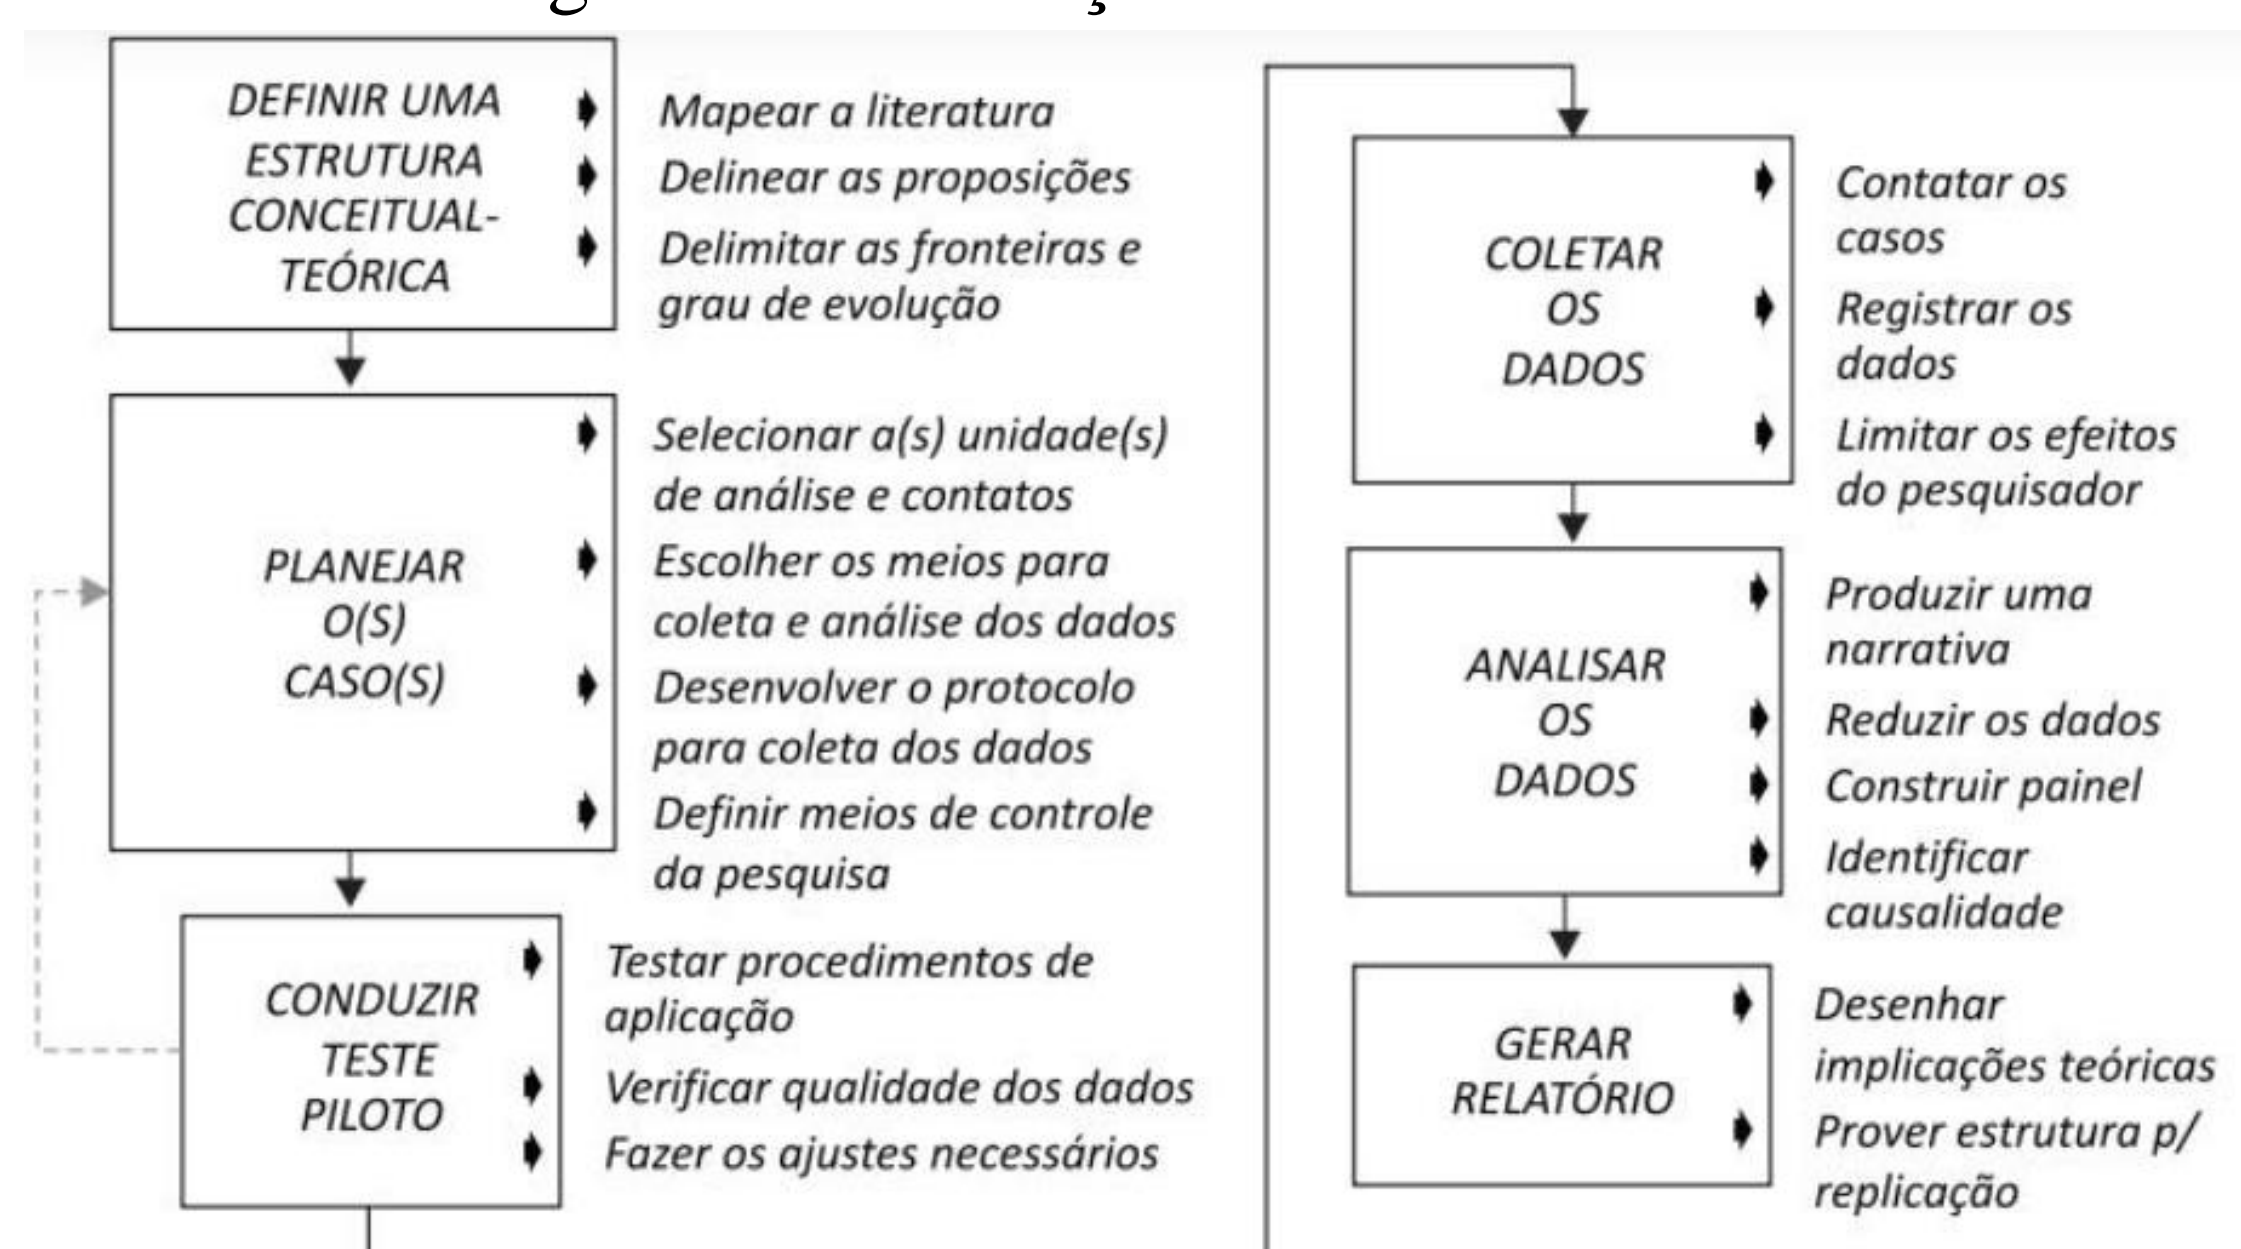 DEFINIR UMA
ESTRUTURA
CONCEITUAL-
TEÓRICA
Mapear a literatura
Delinear as proposições
Delimitar as fronteiras e
grau de evolução
PLANEJAR
O(S)
CASO(S)
Selecionar a(s) unidade(s)
de análise e contatos
Escolher os meios para
coleta e análise dos dados
Desenvolver o protocolo
para coleta dos dados
Definir meios de controle
da pesquisa
CONDUZIR
TESTE
PILOTO
Testar procedimentos de
aplicação
Verificar qualidade dos dados
Fazer os ajustes necessários
COLETAR
OS
DADOS
Contatar os
casos
Registrar os
dados
Limitar os efeitos
do pesquisador
ANALISAR
OS
DADOS
Produzir uma
narrativa
Reduzir os dados
Construir painel
Identificar
causalidade
GERAR
RELATÓRIO
Desenhar
implicações teóricas
Prover estrutura p/
replicação